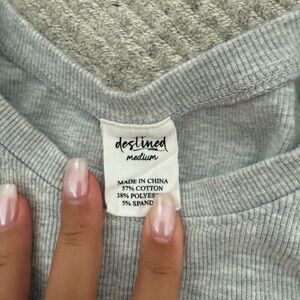 destined
medium
MADE IN CHINA
57% COTTON
38% POLYES
5% SPAND